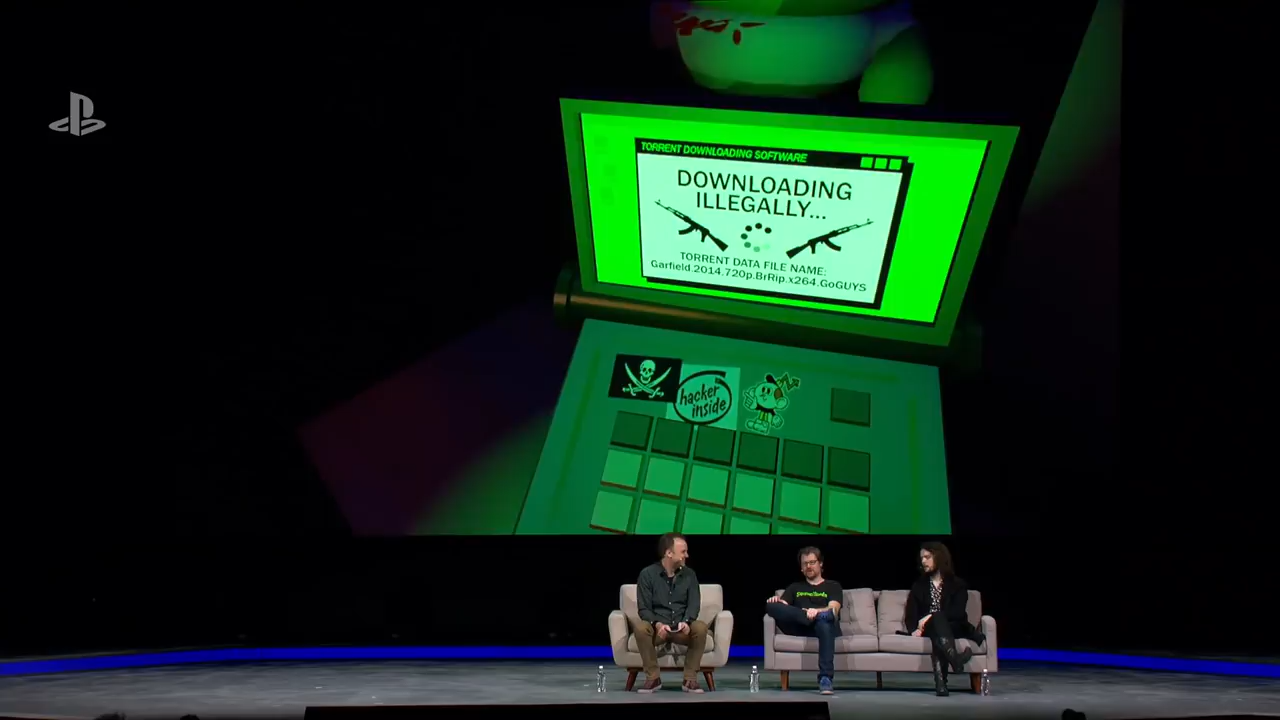 TORRENT DOWNLOADING SOFTWARE
DOWNLOADING
ILLEGALLY...
TORRENT DATA FILE NAME:
Garfield.2014.720p.BrRip.x264.GoGUYS
hacker
inside